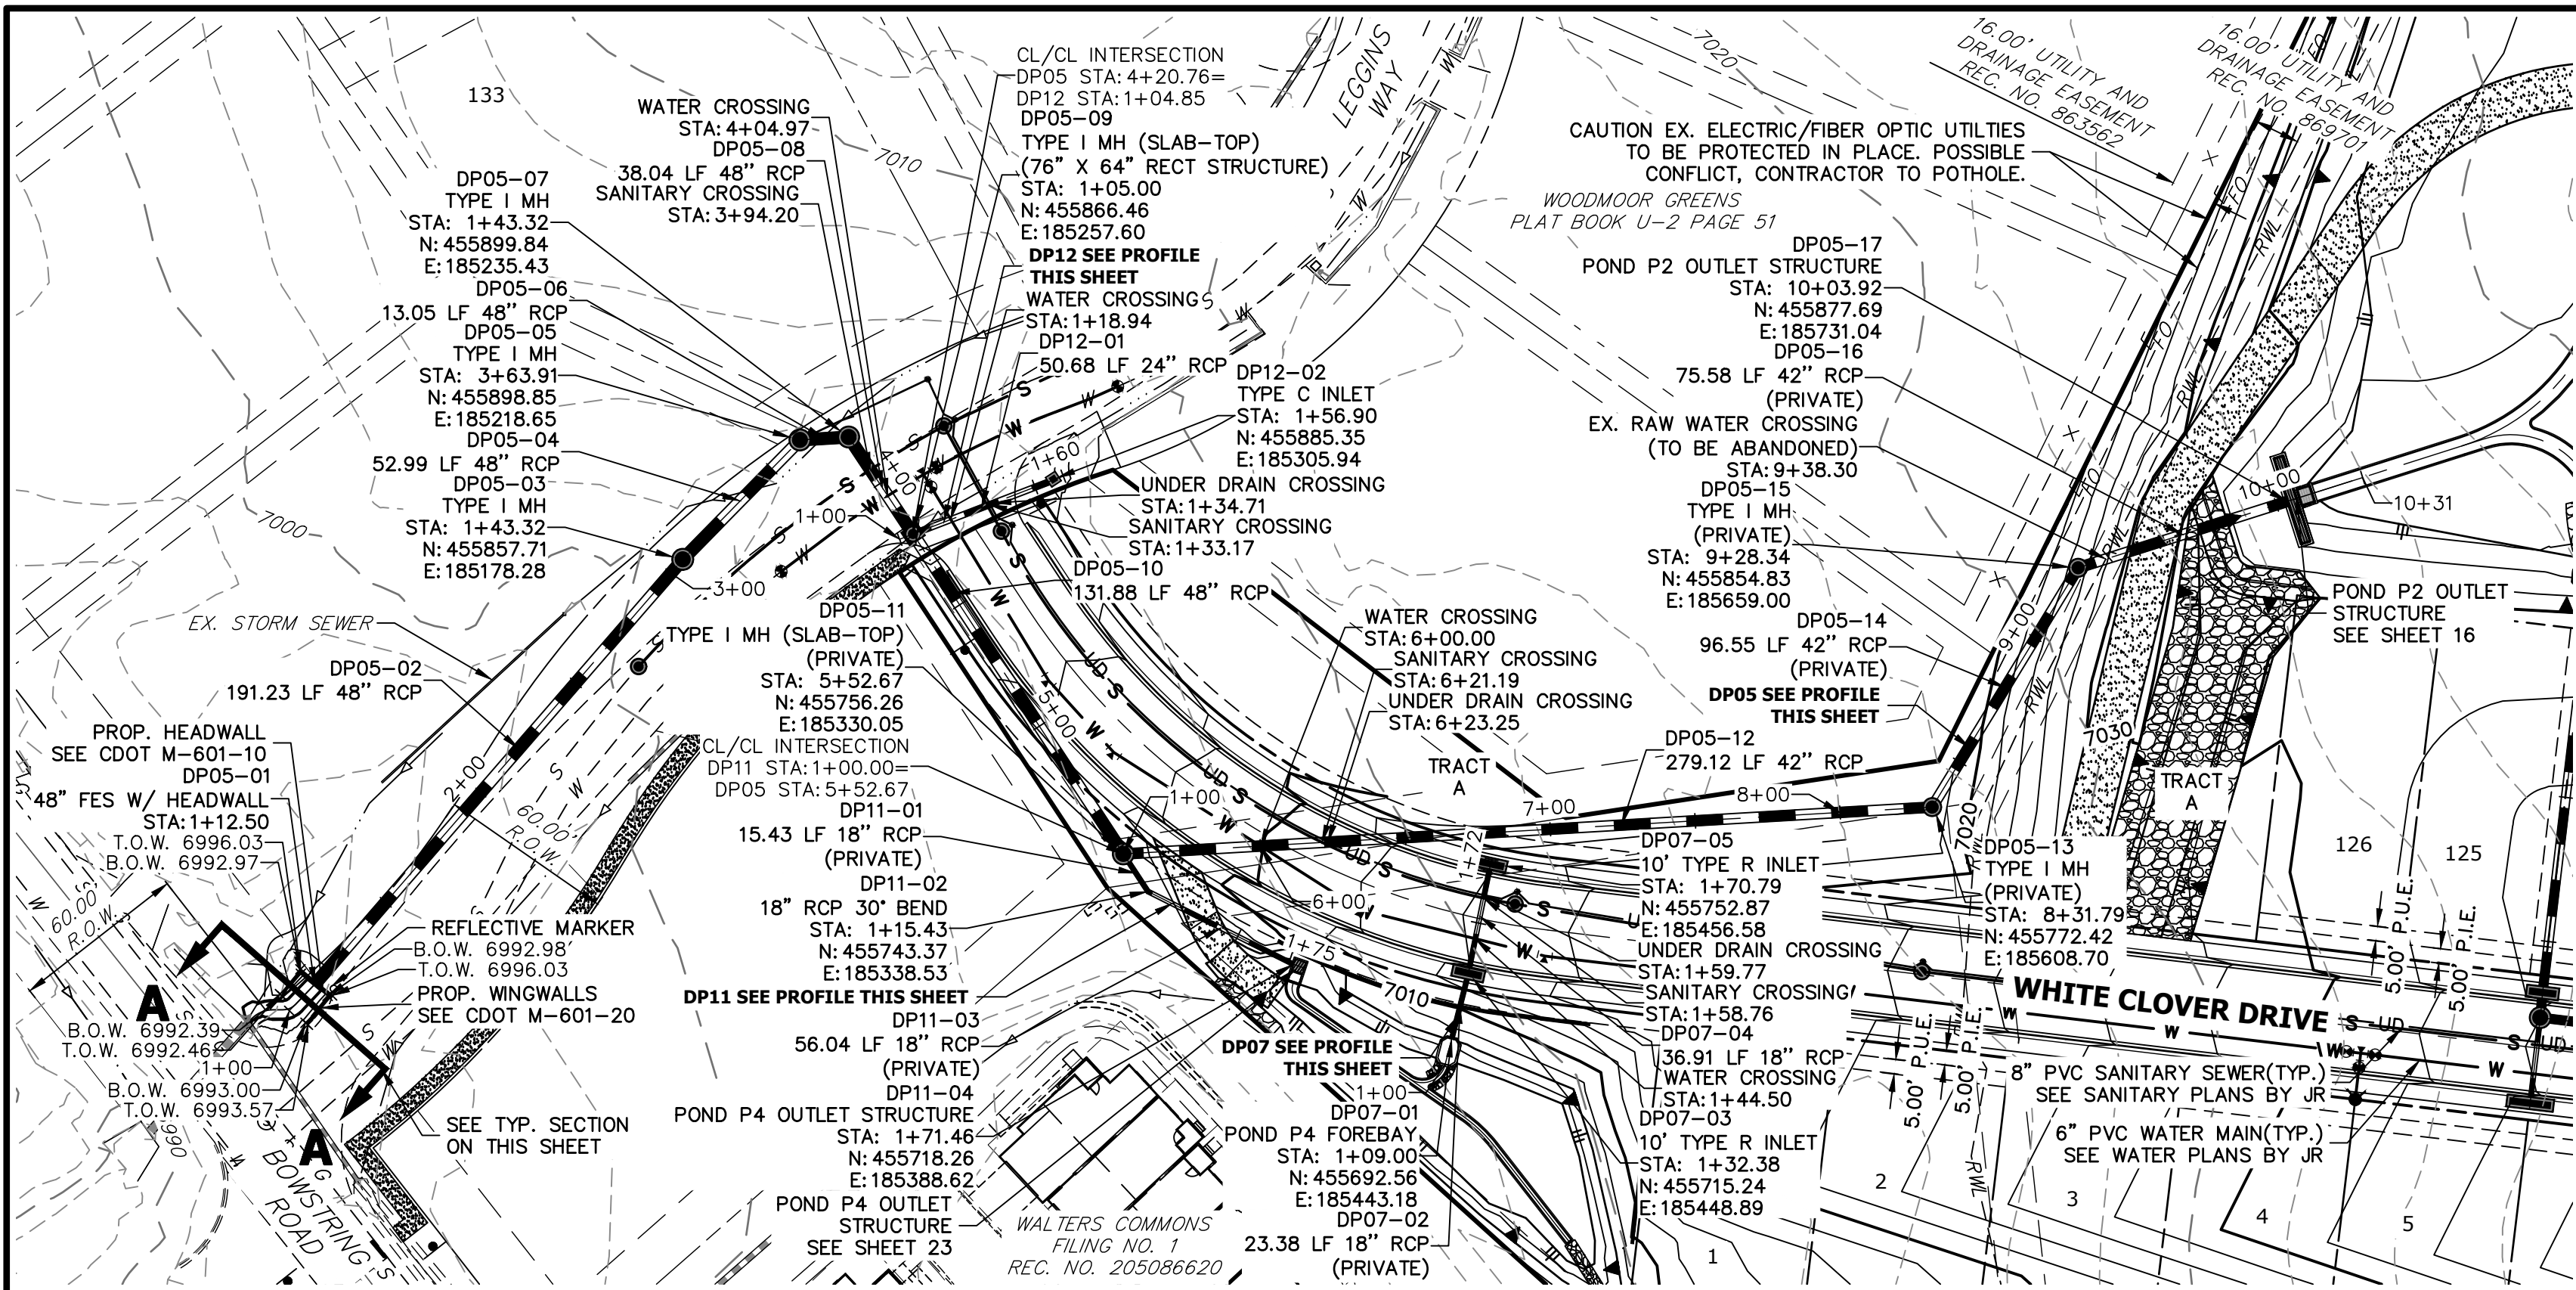 133
WATER CROSSING
STA: 4+04.97
DP05-08
38.04 LF 48" RCP
SANITARY CROSSING
STA: 3+94.20
CL/CL INTERSECTION
DP05 STA: 4+20.76=
DP12 STA: 1+04.85
DP05-09
TYPE I MH (SLAB-TOP)
(76" X 64" RECT STRUCTURE)
STA: 1+05.00
N: 455866.46
E: 185257.60
DP12 SEE PROFILE
THIS SHEET
WATER CROSSING
STA: 1+18.94
DP12-01
50.68 LF 24" RCP
LEGGINS
WAY
7020
16.00' UTILITY AND
DRAINAGE EASEMENT
REC. NO. 863562
16.00' UTILITY AND
DRAINAGE EASEMENT
REC. NO. 869701
CAUTION EX. ELECTRIC/FIBER OPTIC UTILTIES
TO BE PROTECTED IN PLACE. POSSIBLE
CONFLICT, CONTRACTOR TO POTHOLE.
WOODMOOR GREENS
PLAT BOOK U-2 PAGE 51
7010
DP05-07
TYPE I MH
STA: 1+43.32
N: 455899.84
E: 185235.43
DP05-06
13.05 LF 48" RCP
DP05-05
TYPE I MH
STA: 3+63.91
N: 455898.85
E: 185218.65
DP05-04
52.99 LF 48" RCP
DP05-03
TYPE I MH
STA: 1+43.32
N: 455857.71
E: 185178.28
7000
DP12-02
TYPE C INLET
STA: 1+56.90
N: 455885.35
E: 185305.94
UNDER DRAIN CROSSING
STA: 1+34.71
SANITARY CROSSING
STA: 1+33.17
DP05-10
131.88 LF 48" RCP
DP05-17
POND P2 OUTLET STRUCTURE
STA: 10+03.92
N: 455877.69
E: 185731.04
DP05-16
75.58 LF 42" RCP
(PRIVATE)
EX. RAW WATER CROSSING
(TO BE ABANDONED)
STA: 9+38.30
DP05-15
TYPE I MH
(PRIVATE)
STA: 9+28.34
N: 455854.83
E: 185659.00
DP05-14
96.55 LF 42" RCP
(PRIVATE)
DP05 SEE PROFILE
THIS SHEET
10+00
10+31
POND P2 OUTLET
STRUCTURE
SEE SHEET 16
1+60
4+00
1+00
3+00
EX. STORM SEWER
DP05-02
191.23 LF 48" RCP
DP05-11
TYPE I MH (SLAB-TOP)
(PRIVATE)
STA: 5+52.67
N: 455756.26
E: 185330.05
CL/CL INTERSECTION
DP11 STA: 1+00.00=
DP05 STA: 5+52.67
DP11-01
15.43 LF 18" RCP
(PRIVATE)
DP11-02
18" RCP 30° BEND
STA: 1+15.43
N: 455743.37
E: 185338.53
DP11 SEE PROFILE THIS SHEET
DP11-03
56.04 LF 18" RCP
(PRIVATE)
DP11-04
POND P4 OUTLET STRUCTURE
STA: 1+71.46
N: 455718.26
E: 185388.62
POND P4 OUTLET
STRUCTURE
SEE SHEET 23
WATER CROSSING
STA: 6+00.00
SANITARY CROSSING
STA: 6+21.19
UNDER DRAIN CROSSING
STA: 6+23.25
TRACT
A
DP05-12
279.12 LF 42" RCP
5+00
1+00
7+00
8+00
9+00
7030
7020
TRACT
A
PROP. HEADWALL
SEE CDOT M-601-10
DP05-01
48" FES W/ HEADWALL
STA: 1+12.50
T.O.W. 6996.03
B.O.W. 6992.97
2+00
60.00'
R.O.W.
60.00'
R.O.W.
REFLECTIVE MARKER
B.O.W. 6992.98
T.O.W. 6996.03
PROP. WINGWALLS
SEE CDOT M-601-20
A
B.O.W. 6992.39
T.O.W. 6992.46
1+00
B.O.W. 6993.00
T.O.W. 6993.57
6990
A
SEE TYP. SECTION
ON THIS SHEET
BOWSTRING
ROAD
WALTERS COMMONS
FILING NO. 1
REC. NO. 205086620
6+00
1+72
1+75
7010
DP07 SEE PROFILE
THIS SHEET
1+00
DP07-01
POND P4 FOREBAY
STA: 1+09.00
N: 455692.56
E: 185443.18
DP07-02
23.38 LF 18" RCP
(PRIVATE)
DP07-05
10' TYPE R INLET
STA: 1+70.79
N: 455752.87
E: 185456.58
UNDER DRAIN CROSSING
STA: 1+59.77
SANITARY CROSSING
STA: 1+58.76
DP07-04
36.91 LF 18" RCP
WATER CROSSING
STA: 1+44.50
DP07-03
10' TYPE R INLET
STA: 1+32.38
N: 455715.24
E: 185448.89
DP05-13
TYPE I MH
(PRIVATE)
STA: 8+31.79
N: 455772.42
E: 185608.70
WHITE CLOVER DRIVE
126
125
5.00' P.U.E.
5.00' P.I.E.
5.00' P.U.E.
5.00' P.I.E.
8" PVC SANITARY SEWER(TYP.)
SEE SANITARY PLANS BY JR
6" PVC WATER MAIN(TYP.)
SEE WATER PLANS BY JR
RWL
1
2
3
4
5